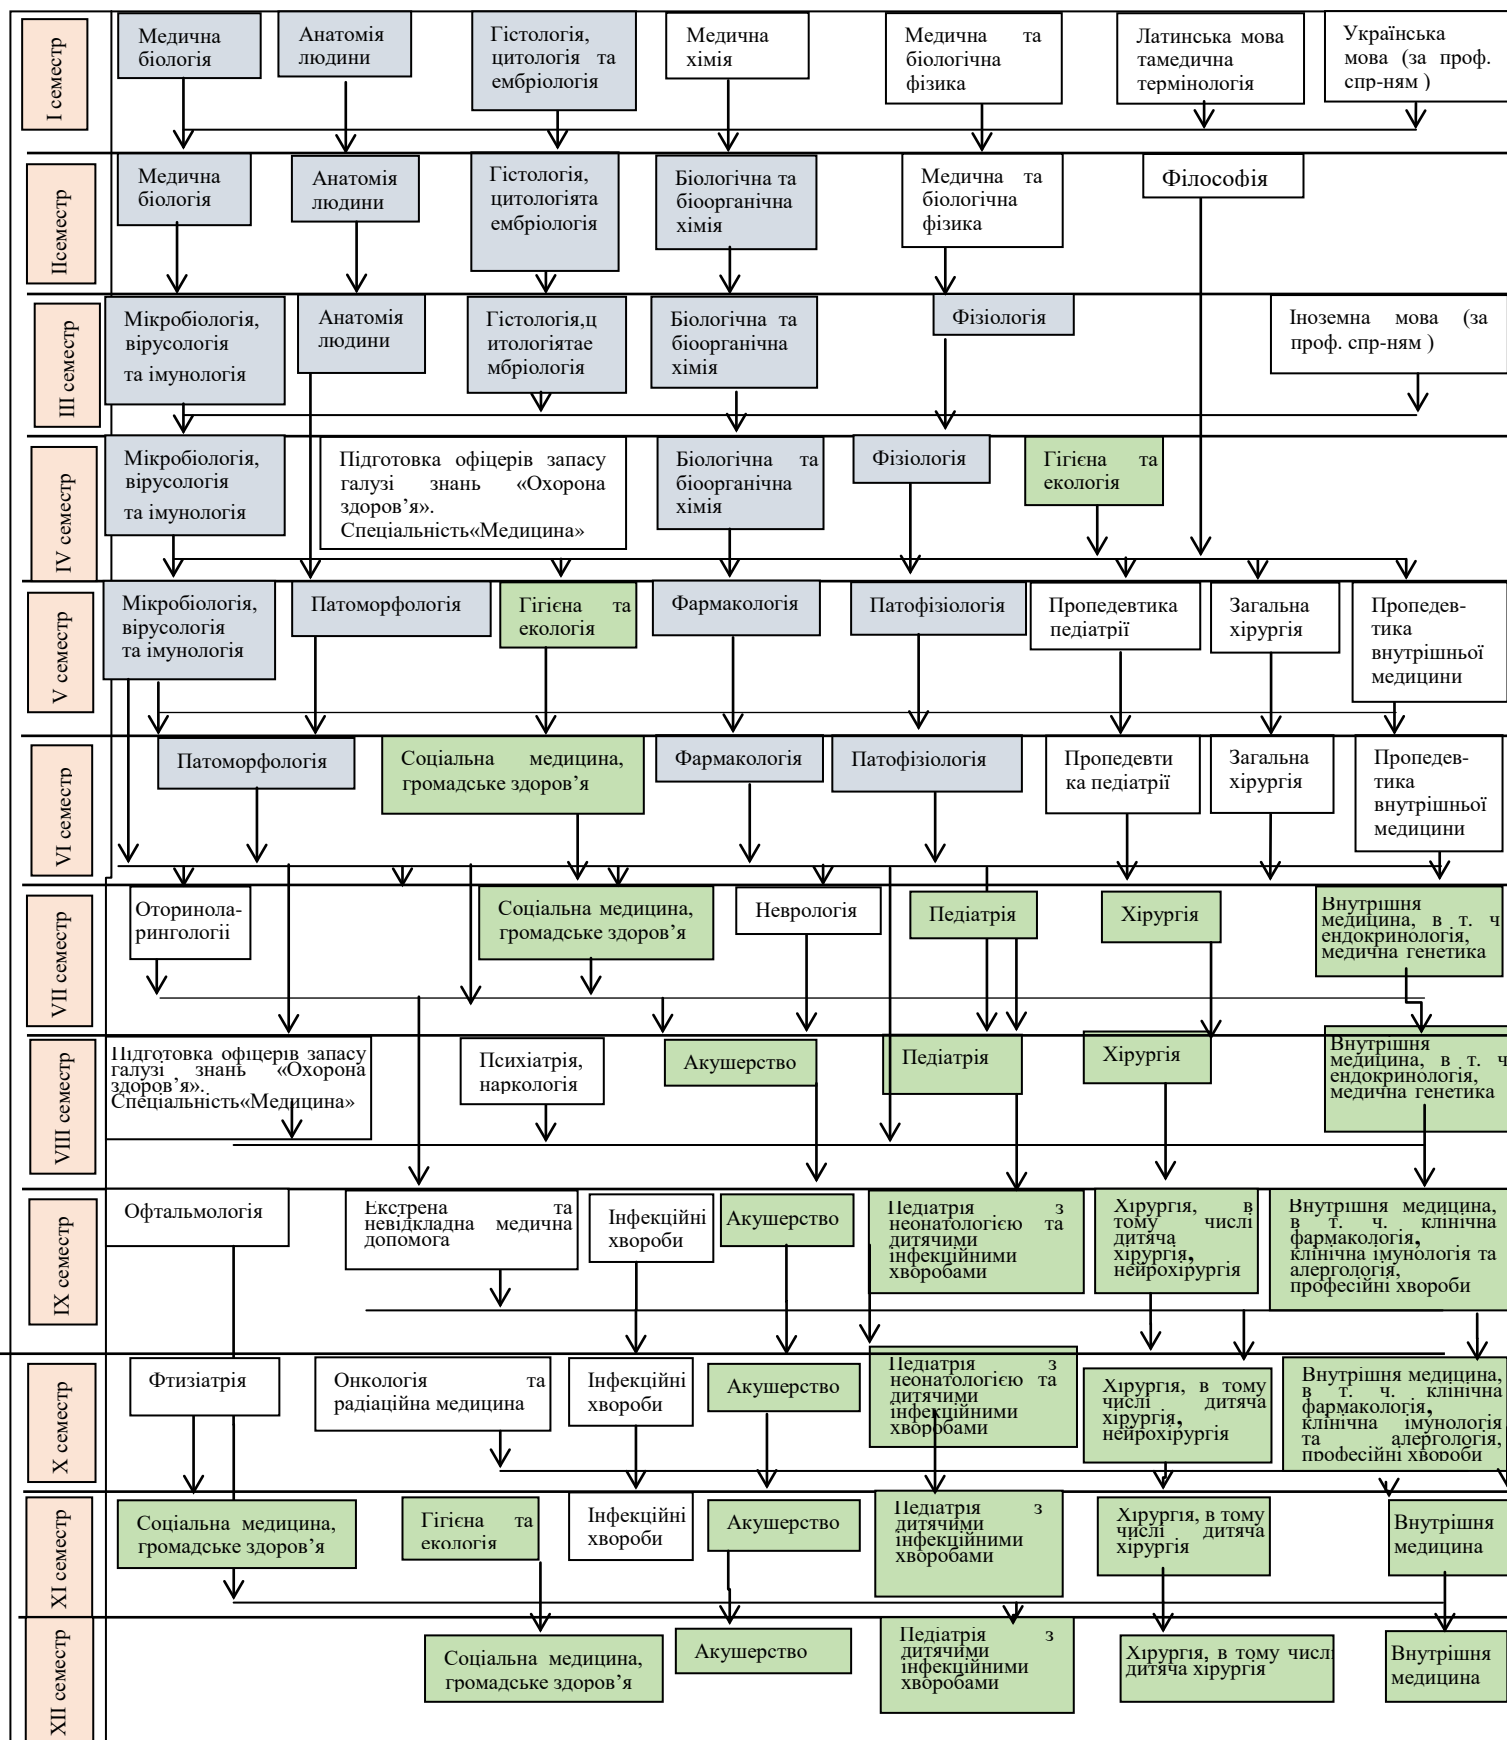 I семестр
Медична
біологія
Анатомія
людини
Гістологія,
цитологія та
ембріологія
Медична
хімія
Медична та
біологічна
фізика
Латинська мова
тамедична
термінологія
Українська
мова (за проф.
спр-ням )
IIсеместр
Медична
біологія
Анатомія
людини
Гістологія,
цитологіята
ембріологія
Біологічна та
біоорганічна
хімія
Медична та
біологічна
фізика
Філософія
III семестр
Мікробіологія,
вірусологія
та імунологія
Анатомія
людини
Гістологія,ц
итологіятае
мбріологія
Біологічна та
біоорганічна
хімія
Фізіологія
Іноземна мова (за
проф. спр-ням )
IV семестр
Мікробіологія,
вірусологія
та імунологія
Підготовка офіцерів запасу
галузі знань «Охорона
здоров’я».
Спеціальність«Медицина»
Біологічна та
біоорганічна
хімія
Фізіологія
Гігієна та
екологія
V семестр
Мікробіологія,
вірусологія
та імунологія
Патоморфологія
Гігієна та
екологія
Фармакологія
Патофізіологія
Пропедевтика
педіатрії
Загальна
хірургія
Пропедев-
тика
внутрішньої
медицини
VI семестр
Патоморфологія
Соціальна медицина,
громадське здоров’я
Фармакологія
Патофізіологія
Пропедевти
ка педіатрії
Загальна
хірургія
Пропедев-
тика
внутрішньої
медицини
VII семестр
Оторинола-
рингології
Соціальна медицина,
громадське здоров’я
Неврологія
Педіатрія
Хірургія
Внутрішня
медицина, в т. ч
ендокринологія,
медична генетика
VIII семестр
Підготовка офіцерів запасу
галузі знань «Охорона
здоров’я».
Спеціальність«Медицина»
Психіатрія,
наркологія
Акушерство
Педіатрія
Хірургія
Внутрішня
медицина, в т. ч
ендокринологія,
медична генетика
IX семестр
Офтальмологія
Екстрена та
невідкладна медична
допомога
Інфекційні
хвороби
Акушерство
Педіатрія з
неонатологією та
дитячими
інфекційними
хворобами
Хірургія, в
тому числі
дитяча
хірургія,
нейрохірургія
Внутрішня медицина,
в т. ч. клінічна
фармакологія,
клінічна імунологія та
алергологія,
професійні хвороби
X семестр
Фтизіатрія
Онкологія та
радіаційна медицина
Інфекційні
хвороби
Акушерство
Педіатрія з
неонатологією та
дитячими
інфекційними
хворобами
Хірургія, в тому
числі дитяча
хірургія,
нейрохірургія
Внутрішня медицина,
в т. ч. клінічна
фармакологія,
клінічна імунологія
та алергологія,
професійні хвороби
XI семестр
Соціальна медицина,
громадське здоров’я
Гігієна та
екологія
Інфекційні
хвороби
Акушерство
Педіатрія з
дитячими
інфекційними
хворобами
Хірургія, в тому
числі дитяча
хірургія
Внутрішня
медицина
XII семестр
Соціальна медицина,
громадське здоров’я
Акушерство
Педіатрія з
дитячими
інфекційними
хворобами
Хірургія, в тому числі
дитяча хірургія
Внутрішня
медицина